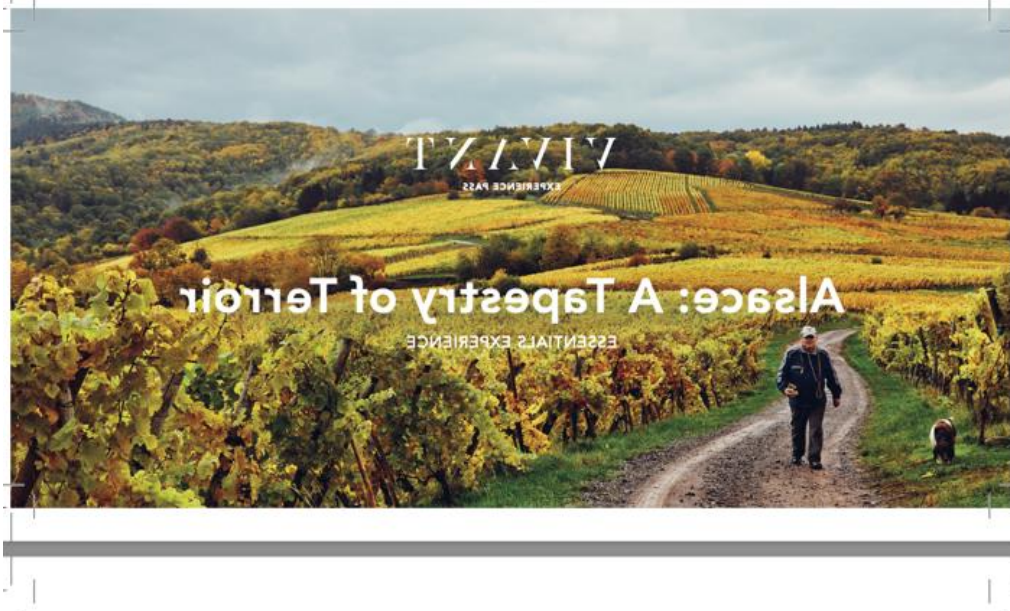 VIVANT
EXPERIENCE PASS
Alsace: A Tapestry of Terroir
ESSENTIALS EXPERIENCE